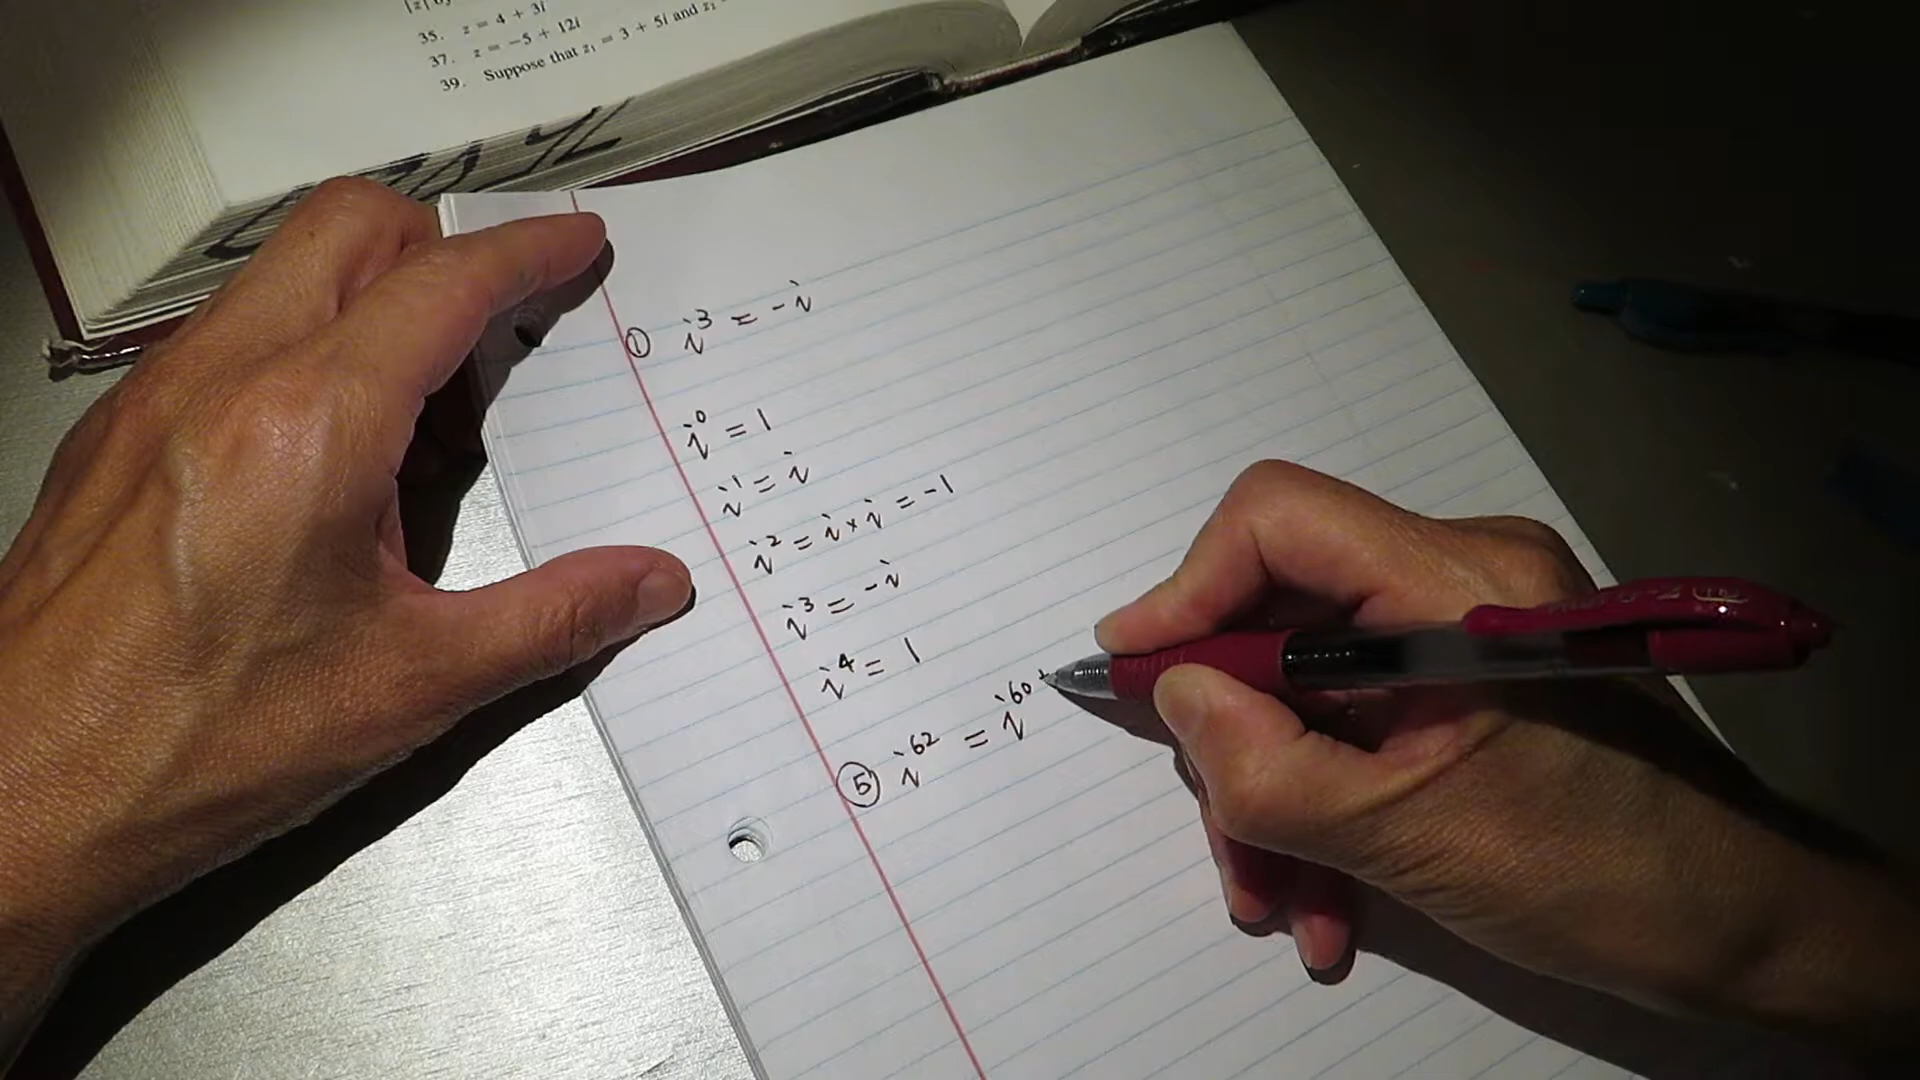 35. z = 4 + 3i
37. z = −5 + 12i
39. Suppose that z₁ = 3 + 5i and z₂
① i³ = -i
i⁰ = 1
i¹ = i
i² = i × i = -1
i³ = -i
i⁴ = 1
⑤ i⁶² = i⁶⁰⁺